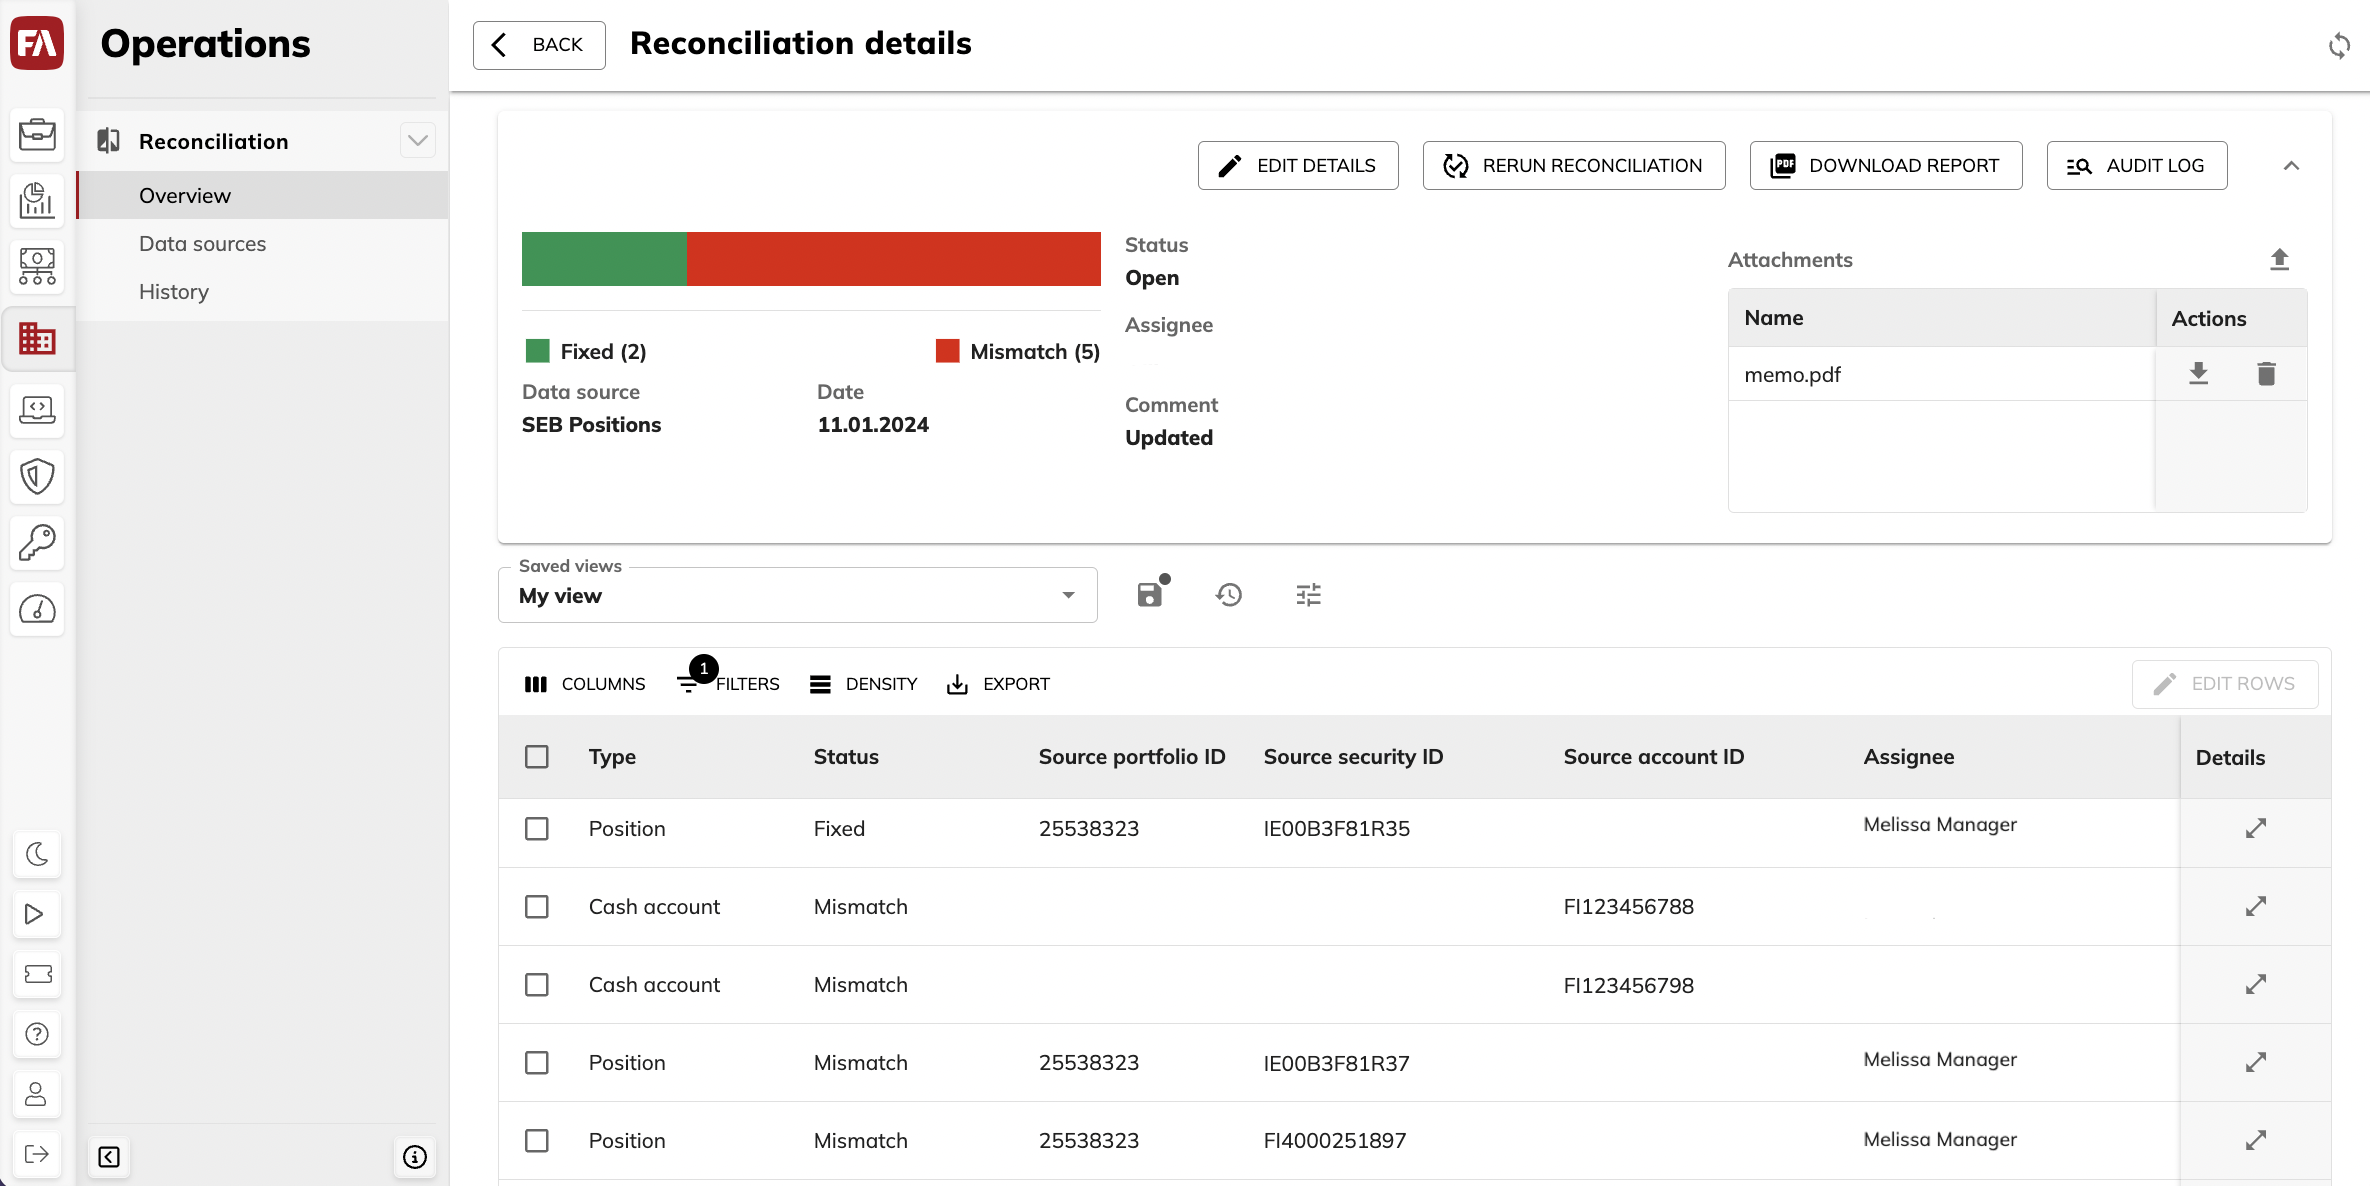 FA
Operations
Reconciliation
Overview
Data sources
History
BACK
Reconciliation details
EDIT DETAILS
RERUN RECONCILIATION
PDF
DOWNLOAD REPORT
AUDIT LOG
Fixed (2)
Mismatch (5)
Data source
SEB Positions
Date
11.01.2024
Status
Open
Assignee
Comment
Updated
Attachments
Name
Actions
memo.pdf
Saved views
My view
COLUMNS
1
FILTERS
DENSITY
EXPORT
EDIT ROWS
Type Status Source portfolio ID Source security ID Source account ID Assignee Details
Position Fixed 25538323 IE00B3F81R35 Melissa Manager
Cash account Mismatch FI123456788
Cash account Mismatch FI123456798
Position Mismatch 25538323 IE00B3F81R37 Melissa Manager
Position Mismatch 25538323 FI4000251897 Melissa Manager